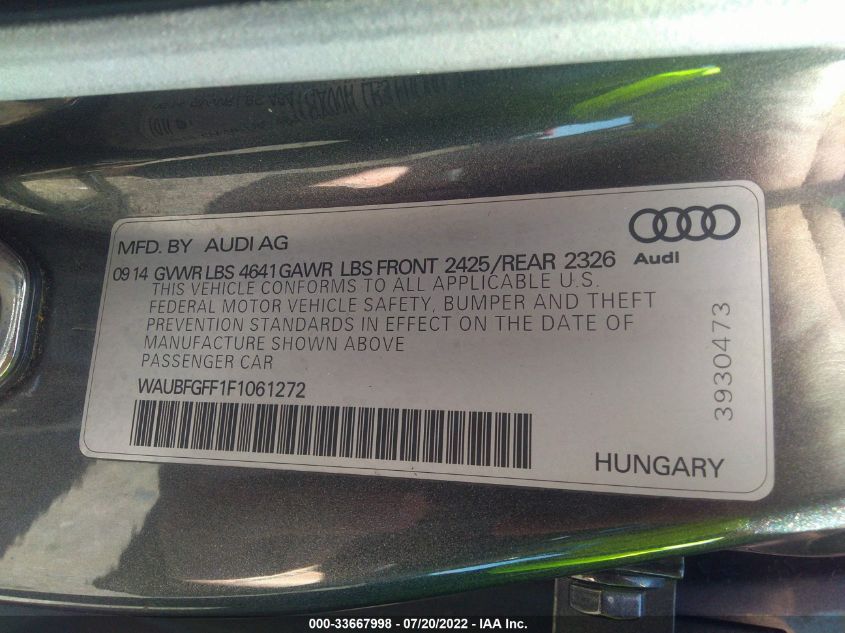 MFD. BY AUDI AG
09 14 GVWR LBS 4641 GAWR LBS FRONT 2425/REAR 2326
THIS VEHICLE CONFORMS TO ALL APPLICABLE U.S.
FEDERAL MOTOR VEHICLE SAFETY, BUMPER AND THEFT
PREVENTION STANDARDS IN EFFECT ON THE DATE OF
MANUFACTURE SHOWN ABOVE
PASSENGER CAR
WAUBFGFF1F1061272
Audi
3930473
HUNGARY
000-33667998 / 07/20/2022 - IAA Inc.